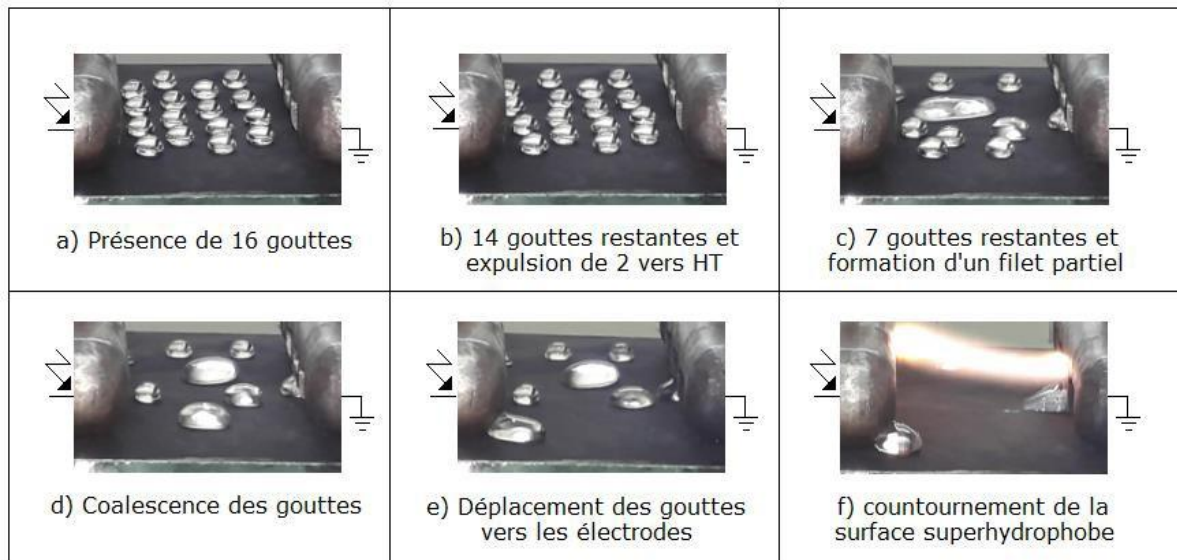 a) Présence de 16 gouttes
b) 14 gouttes restantes et
expulsion de 2 vers HT
c) 7 gouttes restantes et
formation d'un filet partiel
d) Coalescence des gouttes
e) Déplacement des gouttes
vers les électrodes
f) countournement de la
surface superhydrophobe